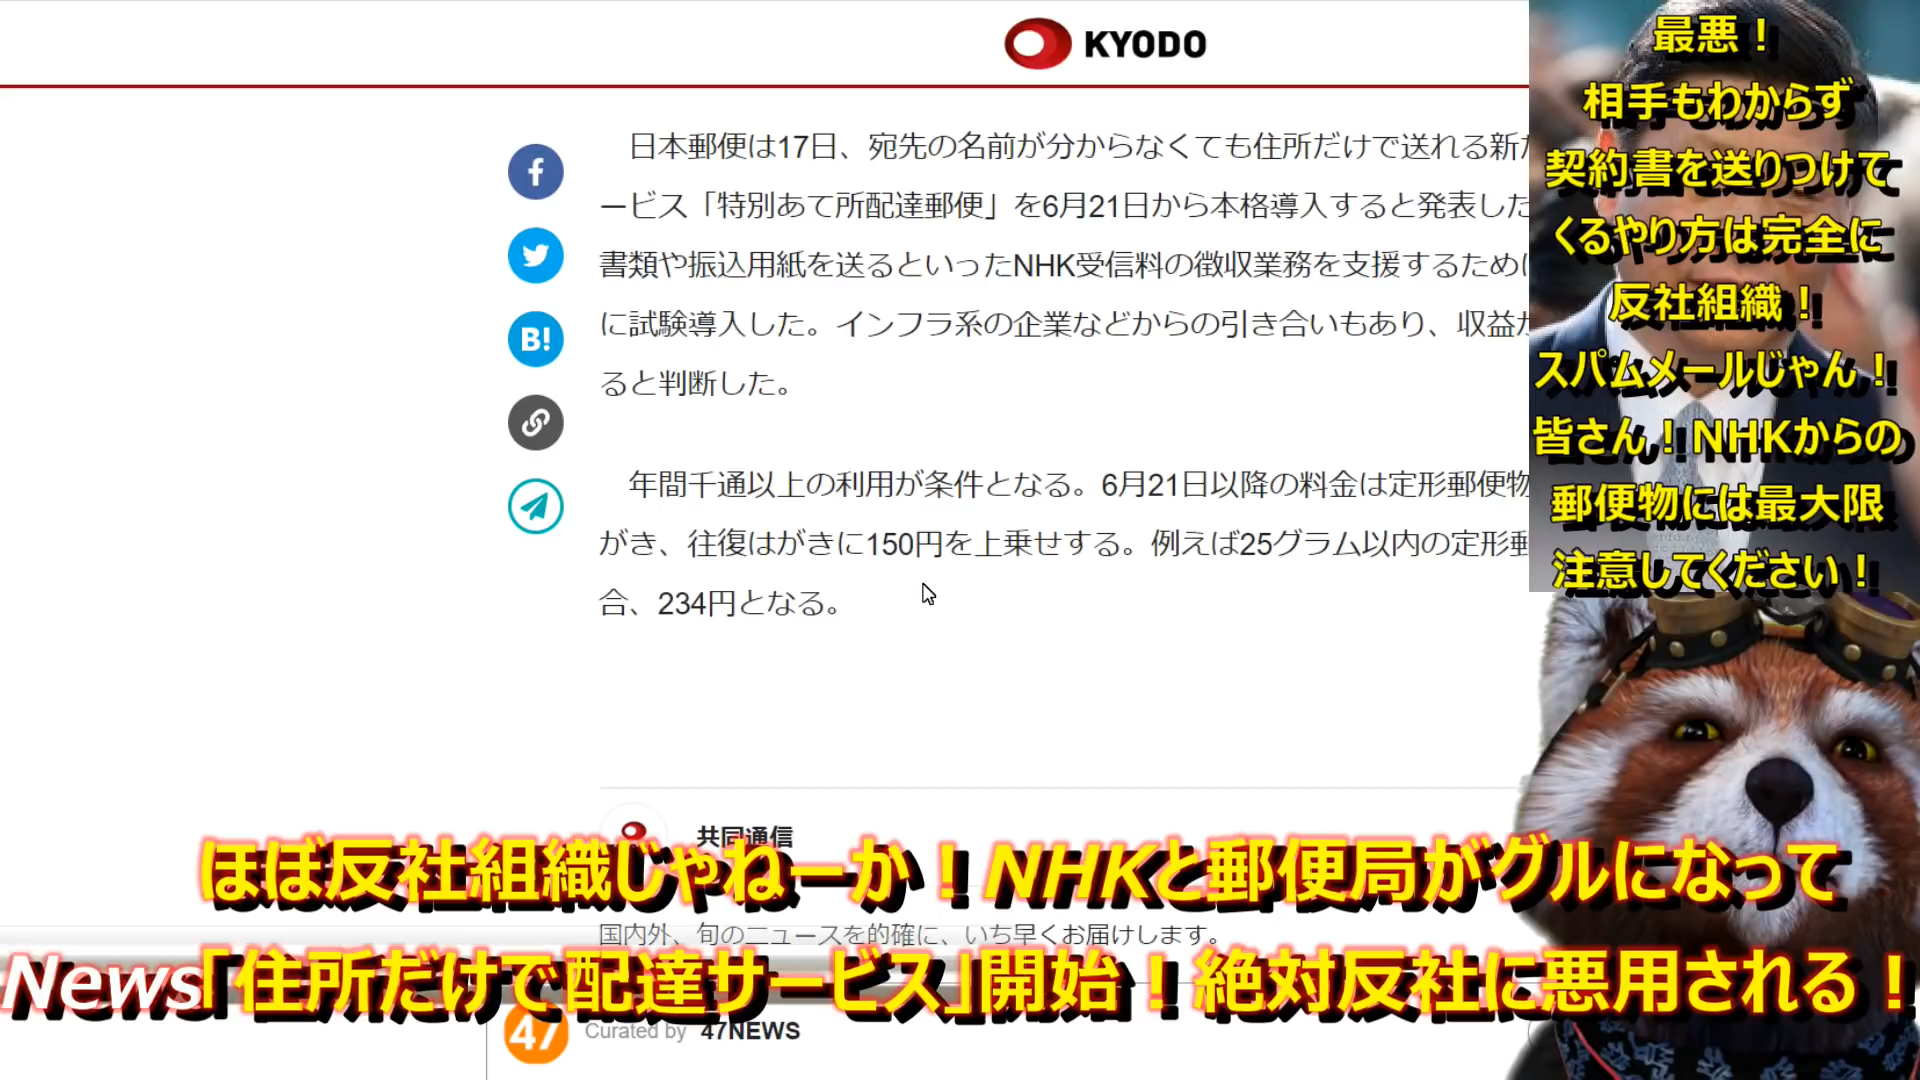 KYODO
日本郵便は17日、宛先の名前が分からなくても住所だけで送れる新
ービス「特別あて所配達郵便」を6月21日から本格導入すると発表した
書類や振込用紙を送るといったNHK受信料の徴収業務を支援するため
に試験導入した。インフラ系の企業などからの引き合いもあり、収益
ると判断した。
年間千通以上の利用が条件となる。6月21日以降の料金は定形郵便物
がき、往復はがきに150円を上乗せする。例えば25グラム以内の定形
合、234円となる。
f
B!
共同通信
国内外、旬のニュースを的確に、いち早くお届けします。
47
Curated by 47NEWS
最悪！
相手もわからず
契約書を送りつけて
くるやり方は完全に
反社組織！
スパムメールじゃん！
皆さん！NHKからの
郵便物には最大限
注意してください！
ほぼ反社組織じゃねーか！NHKと郵便局がグルになって
News
「住所だけで配達サービス」開始！絶対反社に悪用される！